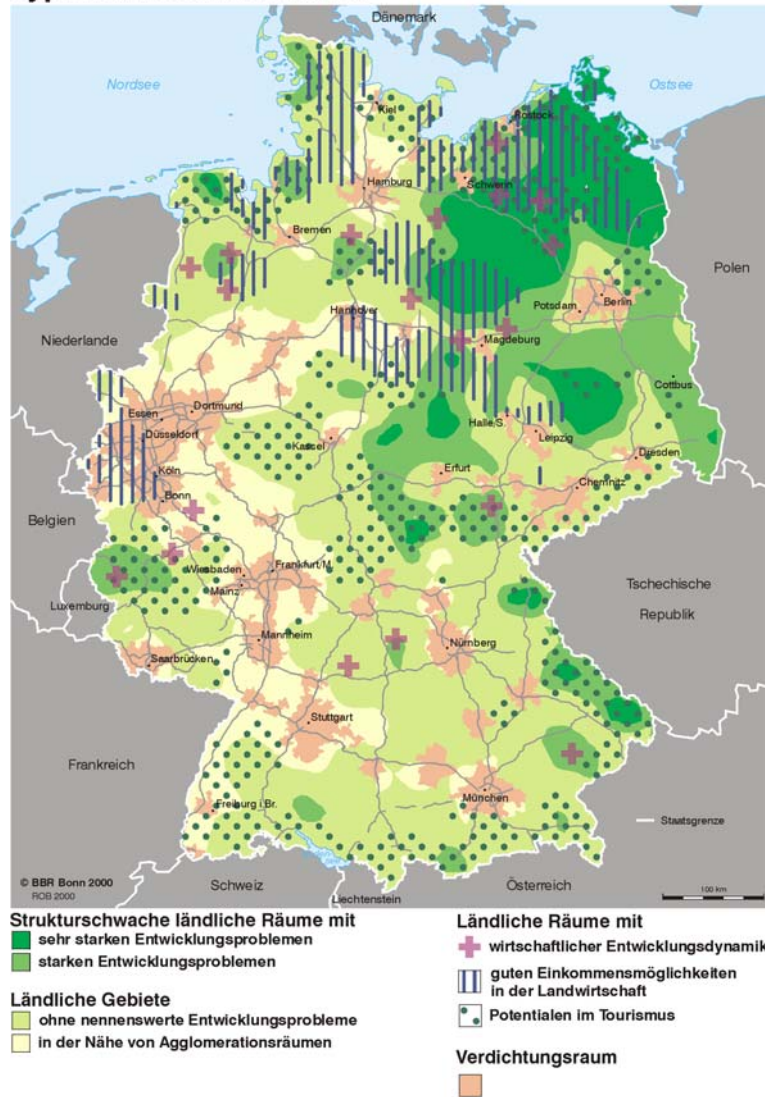 Dänemark
Nordsee
Ostsee
Kiel
Rostock
Hamburg
Schwerin
Bremen
Polen
Berlin
Potsdam
Hannover
Niederlande
Magdeburg
Cottbus
Essen
Dortmund
Düsseldorf
Halle/S.
Leipzig
Kassel
Köln
Erfurt
Dresden
Bonn
Chemnitz
Belgien
Wiesbaden
Frankfurt/M.
Mainz
Luxemburg
Tschechische
Republik
Mannheim
Nürnberg
Saarbrücken
Stuttgart
Frankreich
München
Freiburg i.Br.
Staatsgrenze
© BBR Bonn 2000
ROB 2000
Schweiz
Österreich
Liechtenstein
100 km
Strukturschwache ländliche Räume mit
sehr starken Entwicklungsproblemen
starken Entwicklungsproblemen
Ländliche Gebiete
ohne nennenswerte Entwicklungsprobleme
in der Nähe von Agglomerationsräumen
Ländliche Räume mit
wirtschaftlicher Entwicklungsdynamik
guten Einkommensmöglichkeiten
in der Landwirtschaft
Potentialen im Tourismus
Verdichtungsraum